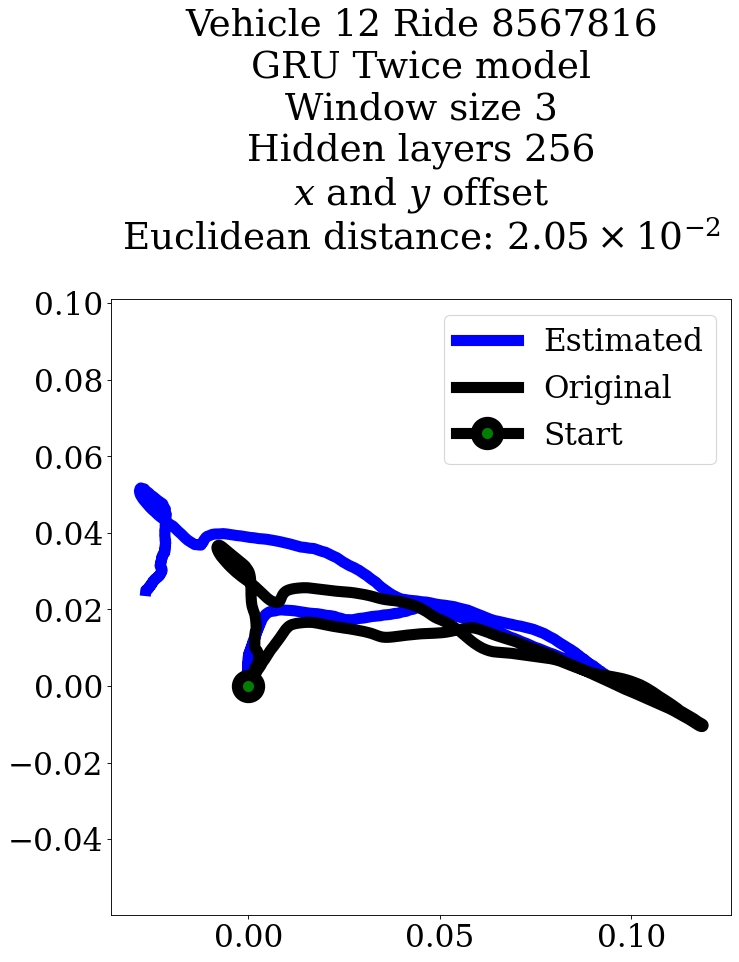 Vehicle 12 Ride 8567816
GRU Twice model
Window size 3
Hidden layers 256
x and y offset
Euclidean distance: 2.05 × 10⁻²
0.10
Estimated
0.08
Original
0.06
Start
0.04
0.02
0.00
−0.02
−0.04
0.00 0.05 0.10